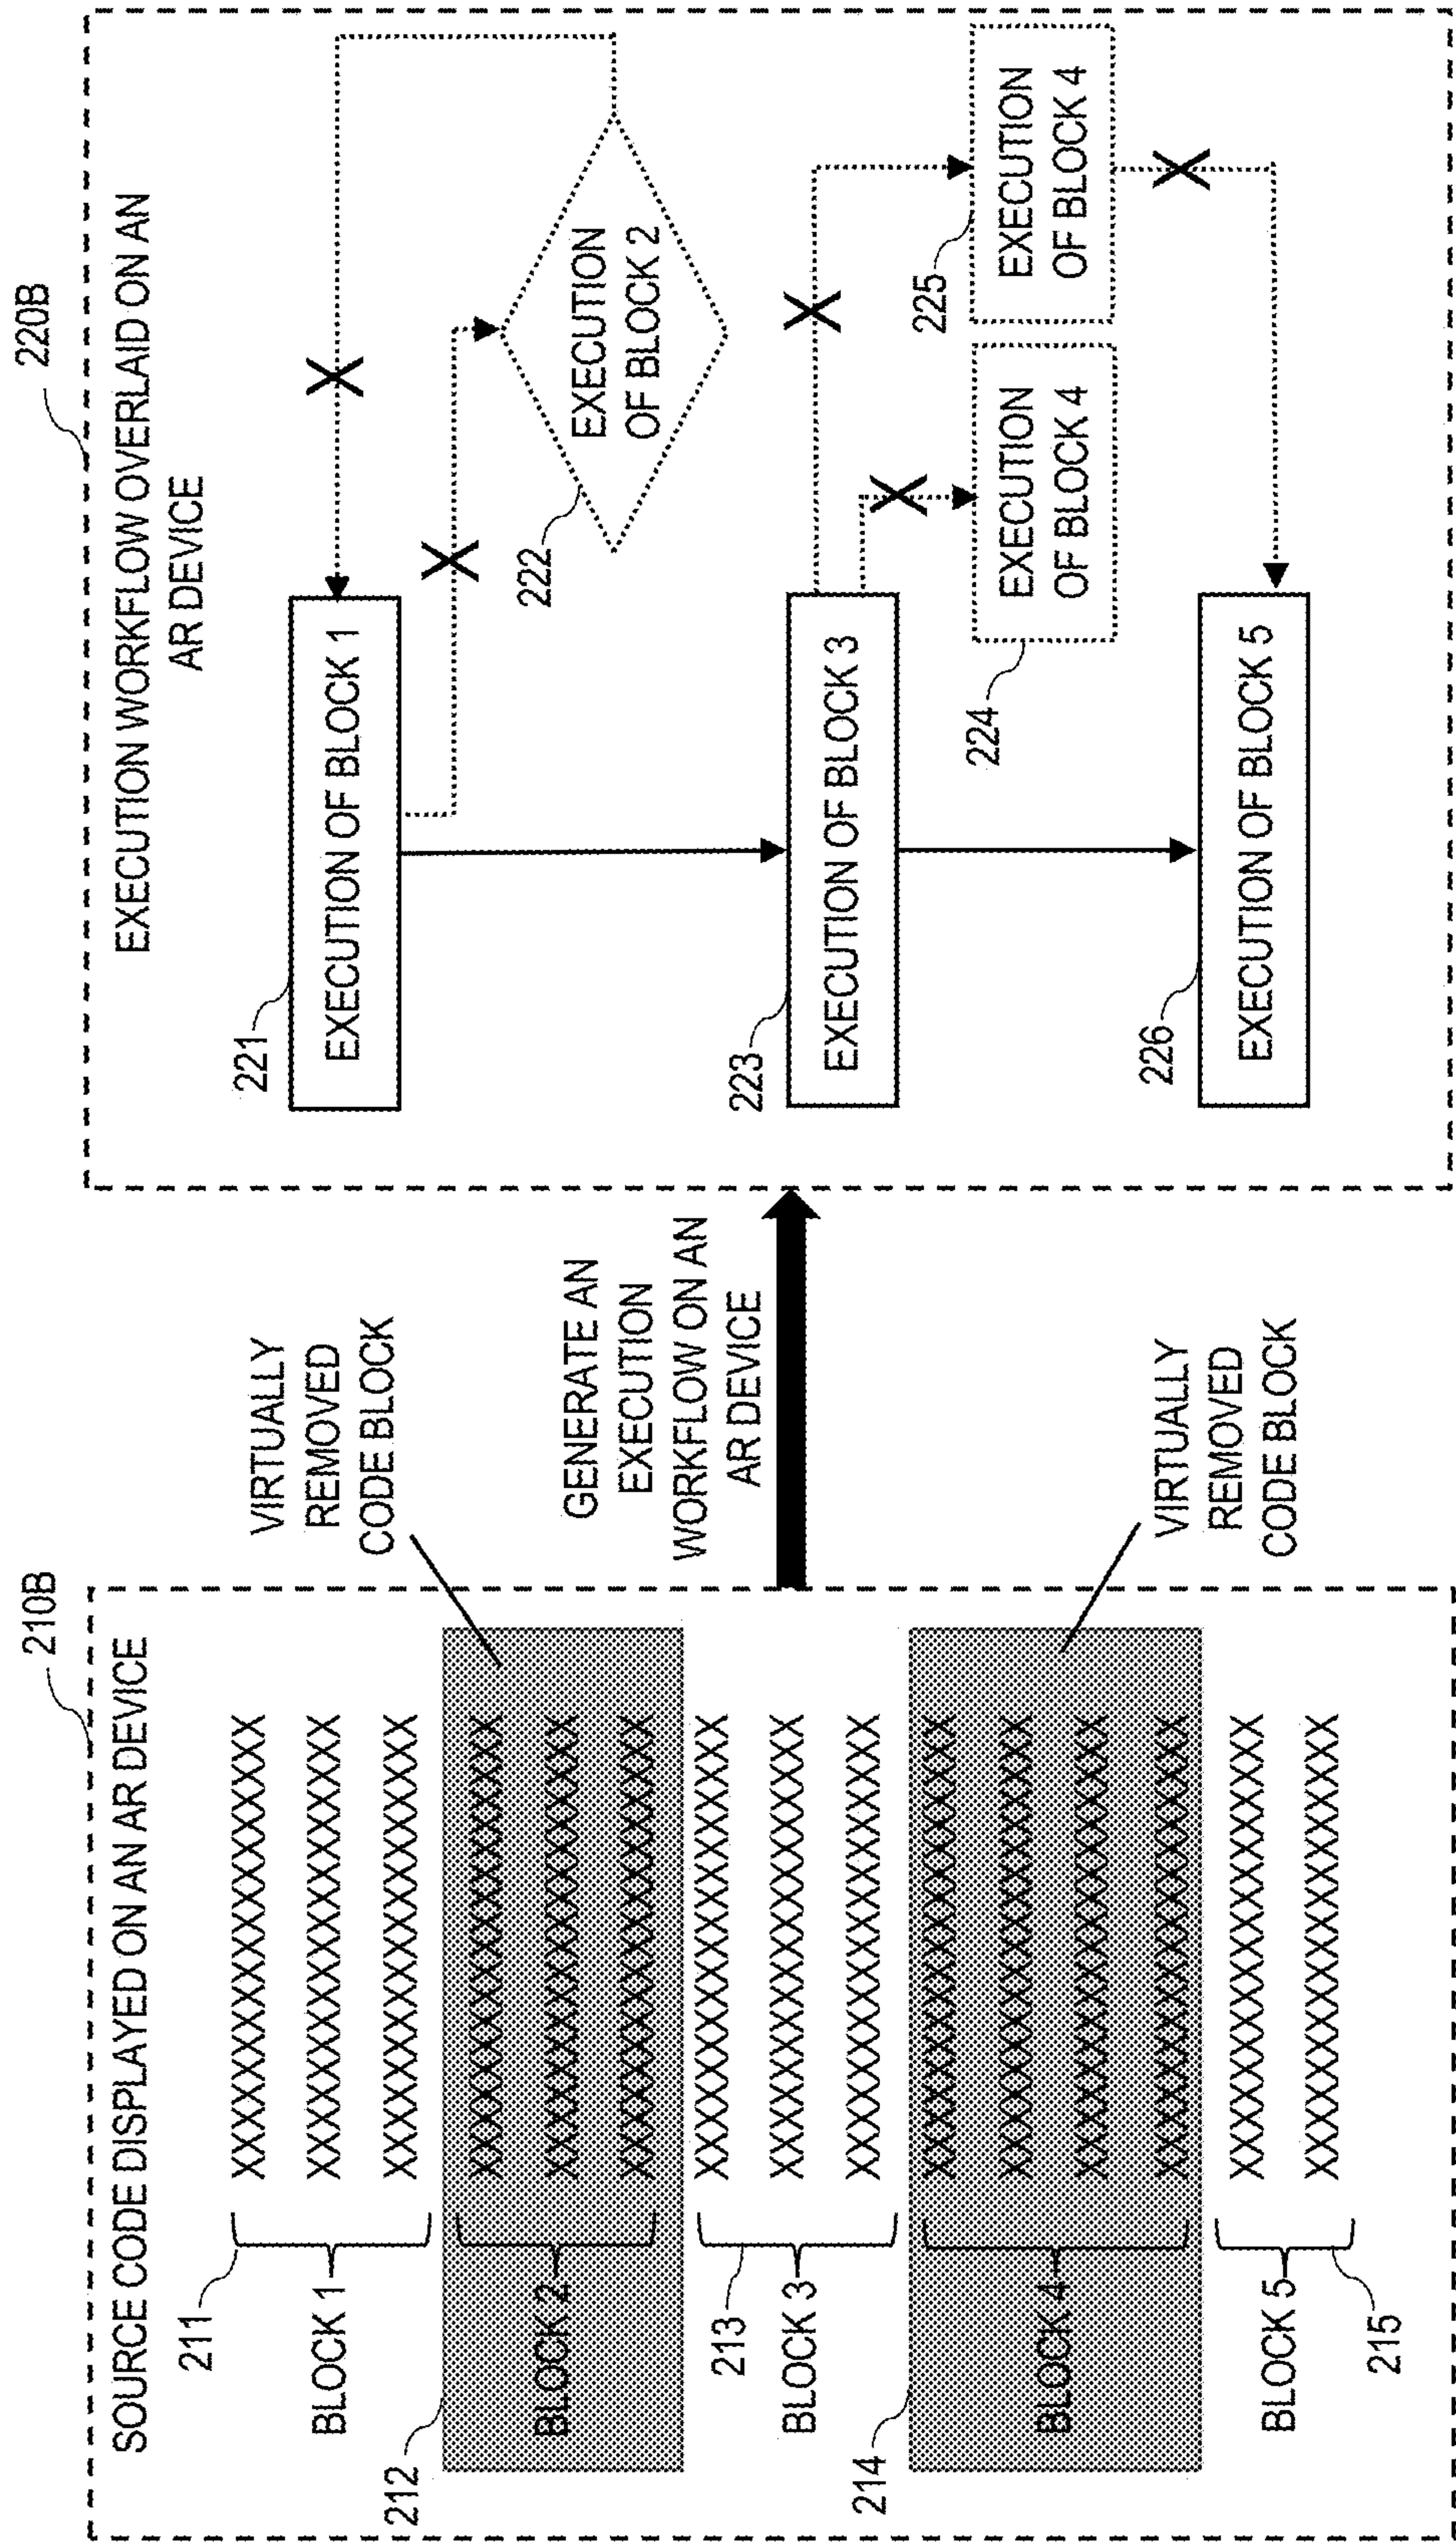 210B
SOURCE CODE DISPLAYED ON AN AR DEVICE
211
BLOCK 1
XXXXXXXXXXXXXXXXX
XXXXXXXXXXXXXXXXX
XXXXXXXXXXXXXXXXX
212
BLOCK 2
XXXXXXXXXXXXXXXXX
XXXXXXXXXXXXXXXXX
XXXXXXXXXXXXXXXXX
VIRTUALLY
REMOVED
CODE BLOCK
213
BLOCK 3
XXXXXXXXXXXXXXXXX
XXXXXXXXXXXXXXXXX
XXXXXXXXXXXXXXXXX
214
BLOCK 4
XXXXXXXXXXXXXXXXX
XXXXXXXXXXXXXXXXX
XXXXXXXXXXXXXXXXX
XXXXXXXXXXXXXXXXX
VIRTUALLY
REMOVED
CODE BLOCK
BLOCK 5
215
XXXXXXXXXXXXXXXXX
XXXXXXXXXXXXXXXXX
GENERATE AN
EXECUTION
WORKFLOW ON AN
AR DEVICE
220B
EXECUTION WORKFLOW OVERLAID ON AN
AR DEVICE
221
EXECUTION OF BLOCK 1
X
X
222
EXECUTION
OF BLOCK 2
223
EXECUTION OF BLOCK 3
X
X
224
EXECUTION
OF BLOCK 4
225
EXECUTION
OF BLOCK 4
X
226
EXECUTION OF BLOCK 5